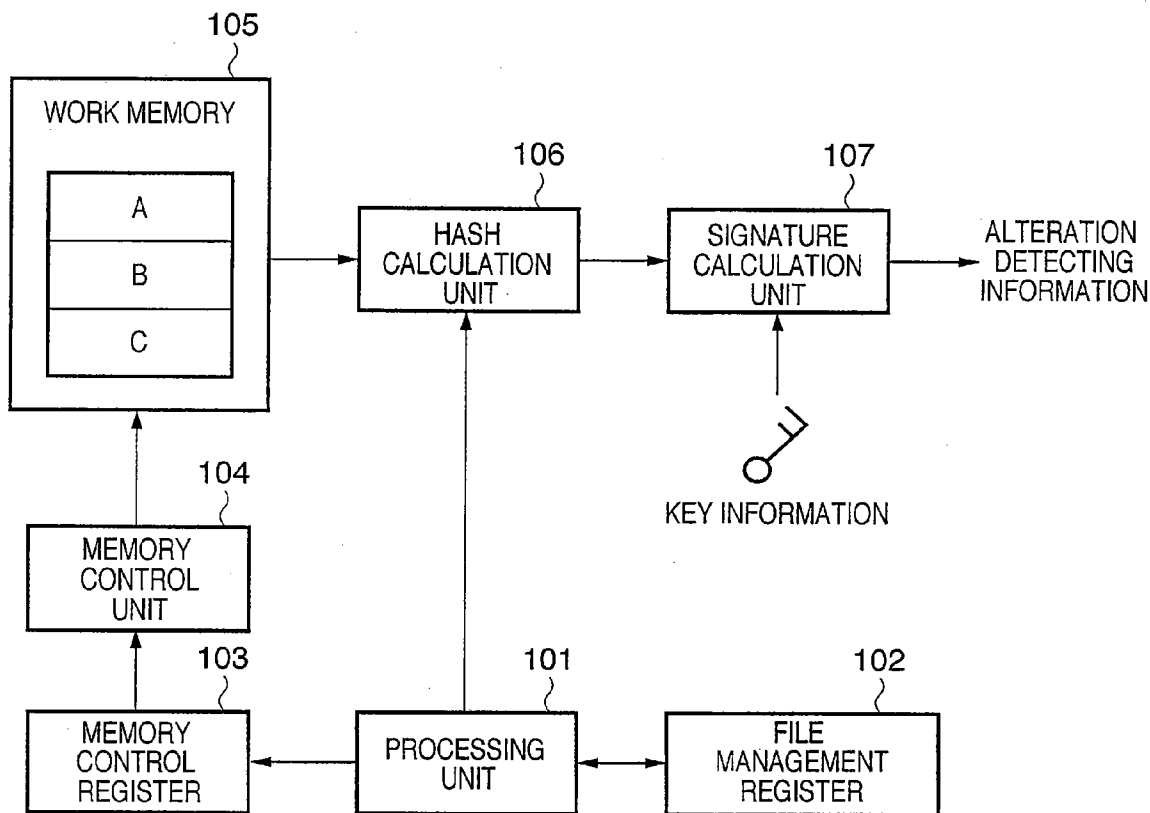 105
WORK MEMORY
A
B
C
106
HASH
CALCULATION
UNIT
107
SIGNATURE
CALCULATION
UNIT
ALTERATION
DETECTING
INFORMATION
KEY INFORMATION
104
MEMORY
CONTROL
UNIT
103
MEMORY
CONTROL
REGISTER
101
PROCESSING
UNIT
102
FILE
MANAGEMENT
REGISTER